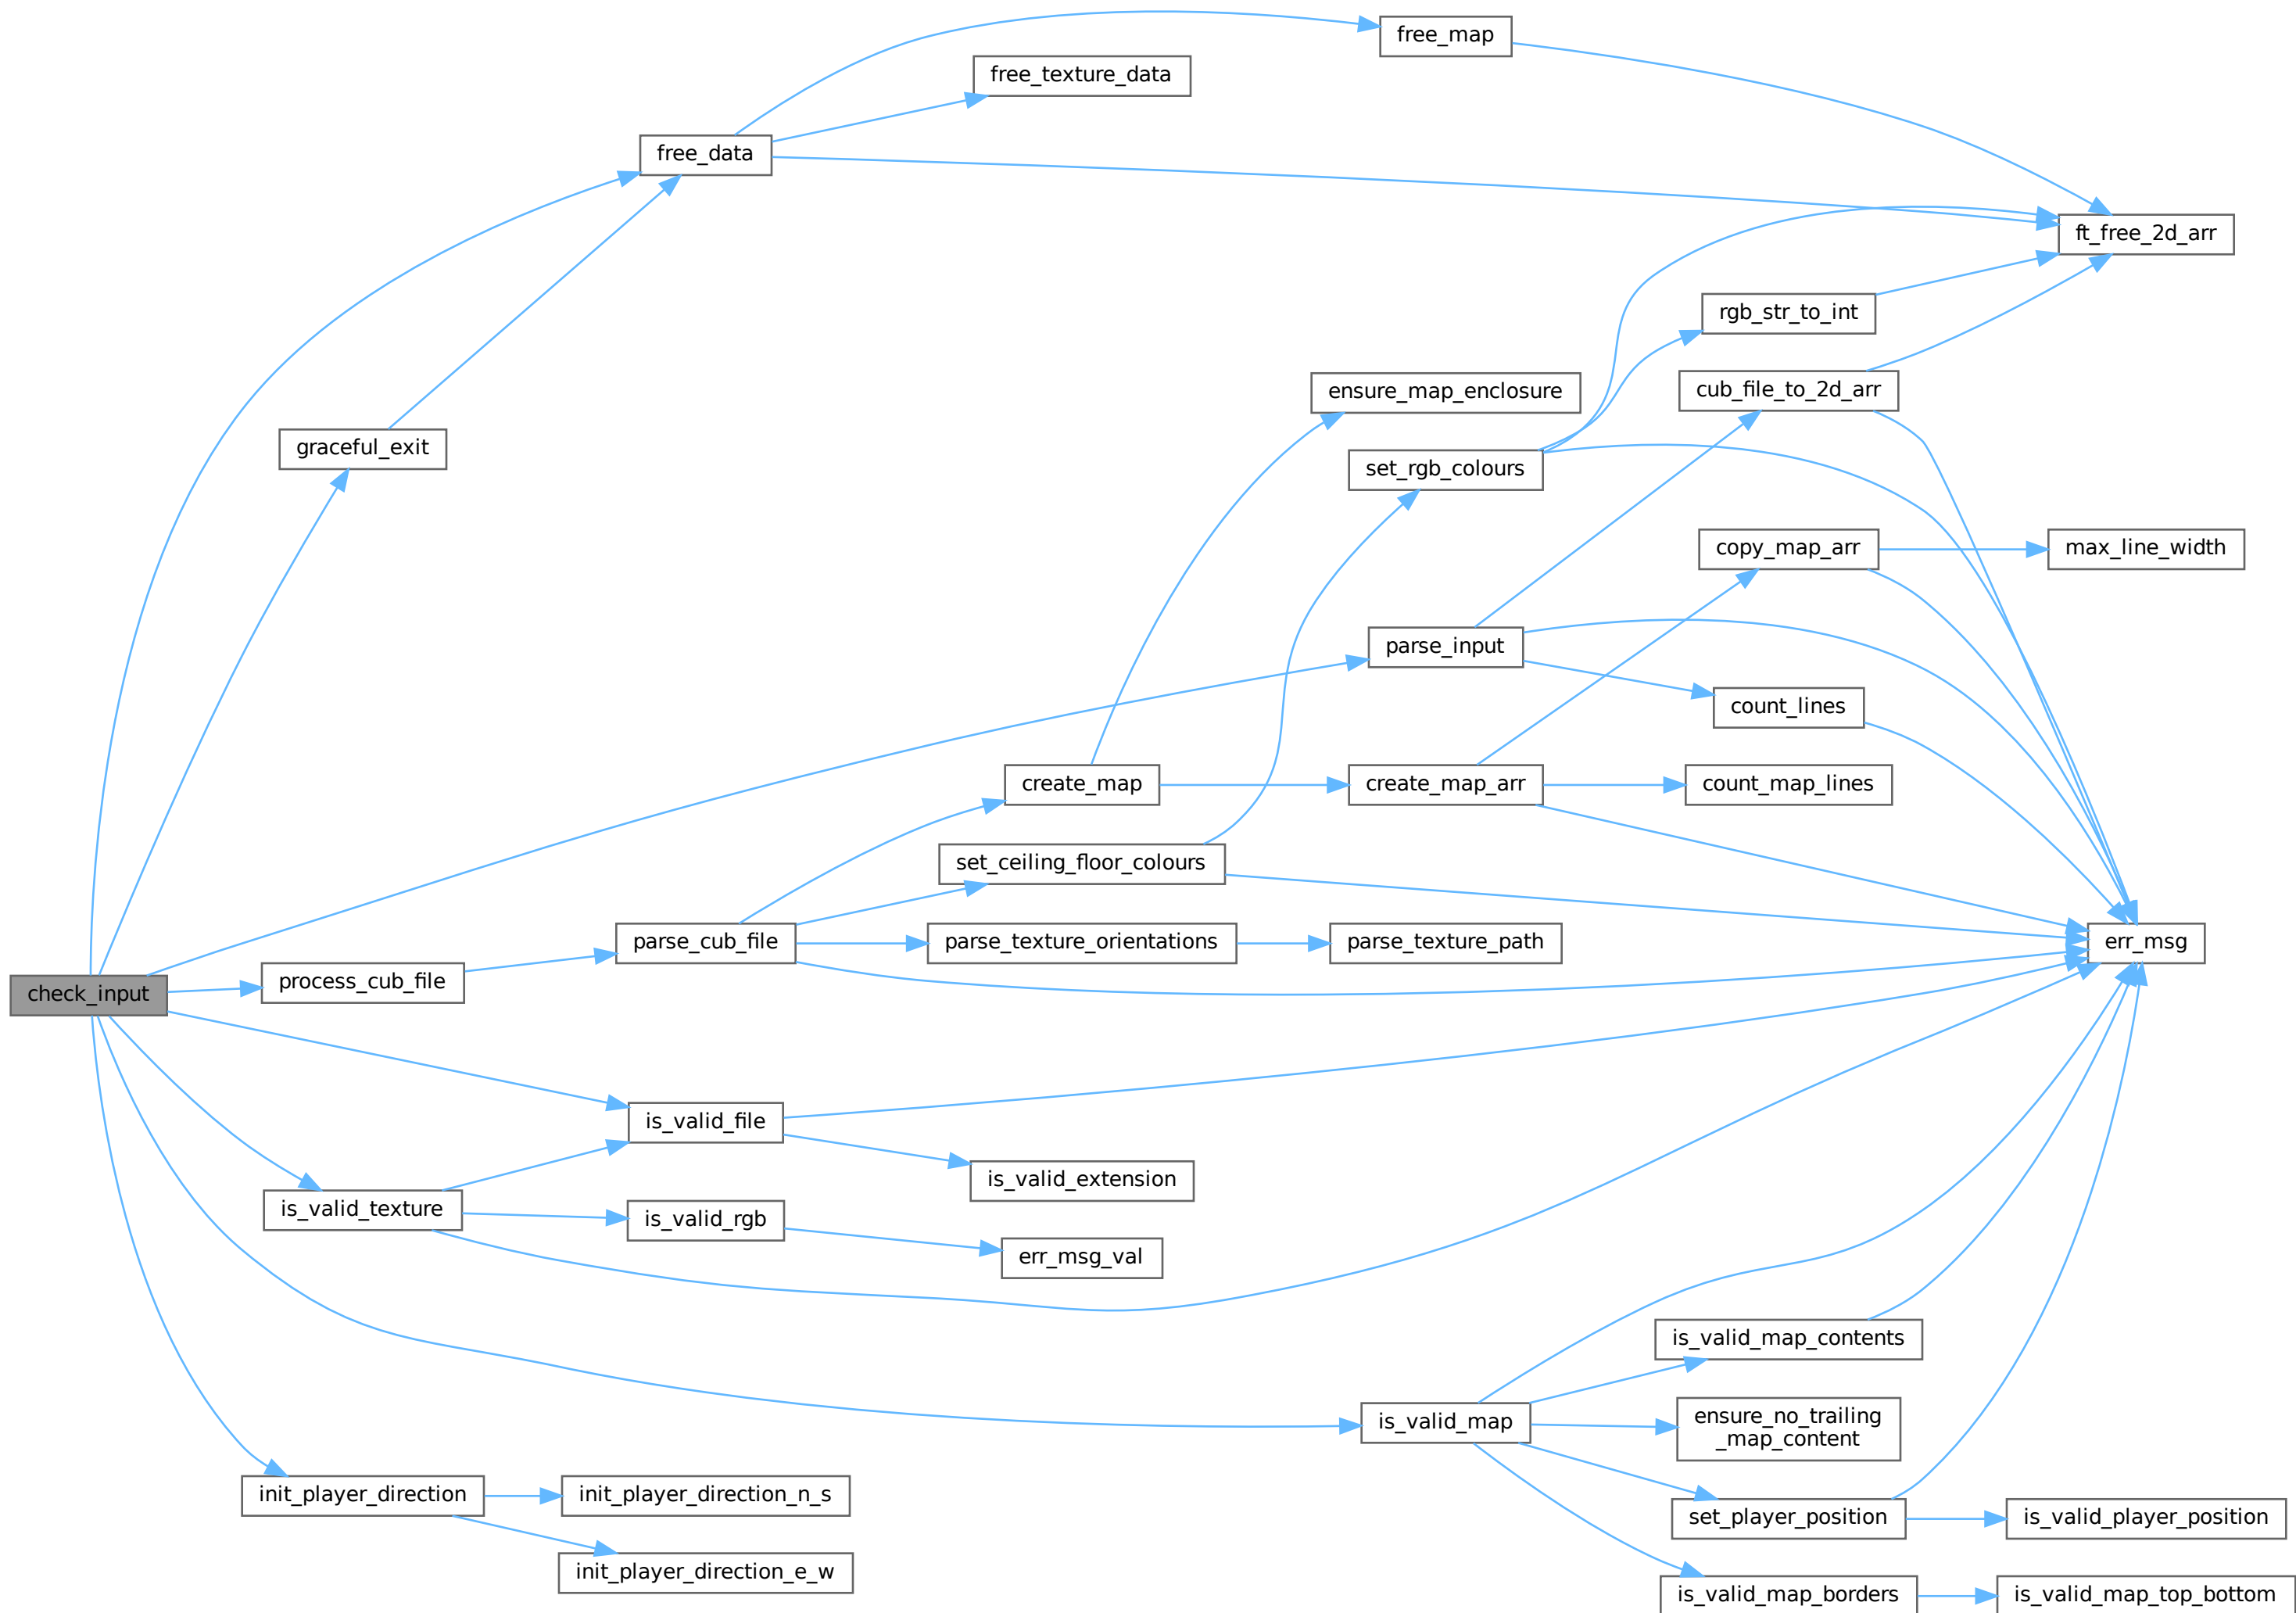 free_map
free_texture_data
free_data
ft_free_2d_arr
rgb_str_to_int
ensure_map_enclosure
cub_file_to_2d_arr
graceful_exit
set_rgb_colours
copy_map_arr
max_line_width
parse_input
count_lines
create_map
create_map_arr
count_map_lines
set_ceiling_floor_colours
parse_cub_file
parse_texture_orientations
parse_texture_path
err_msg
process_cub_file
check_input
is_valid_file
is_valid_extension
is_valid_texture
is_valid_rgb
err_msg_val
is_valid_map_contents
is_valid_map
ensure_no_trailing
_map_content
init_player_direction
init_player_direction_n_s
set_player_position
is_valid_player_position
init_player_direction_e_w
is_valid_map_borders
is_valid_map_top_bottom